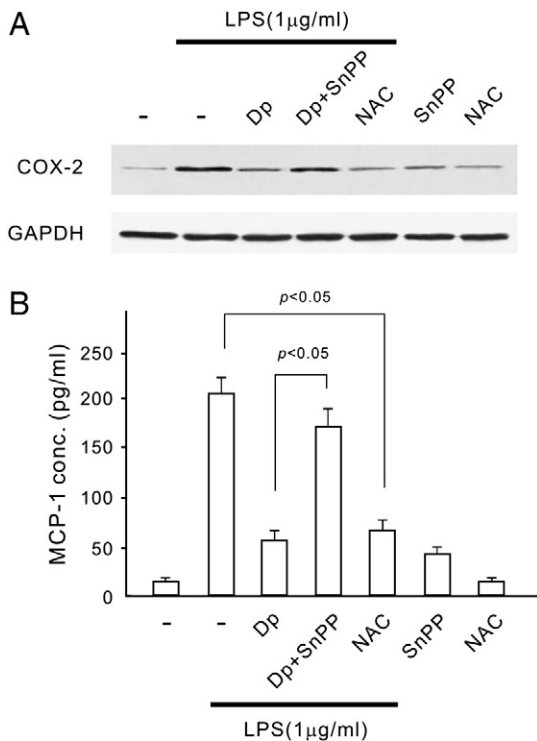 A
LPS(1µg/ml)
- - Dp Dp+SnPP NAC SnPP NAC
COX-2
GAPDH
B
p<0.05
p<0.05
MCP-1 conc. (pg/ml)
250
200
150
100
50
0
- - Dp Dp+SnPP NAC SnPP NAC
LPS(1µg/ml)